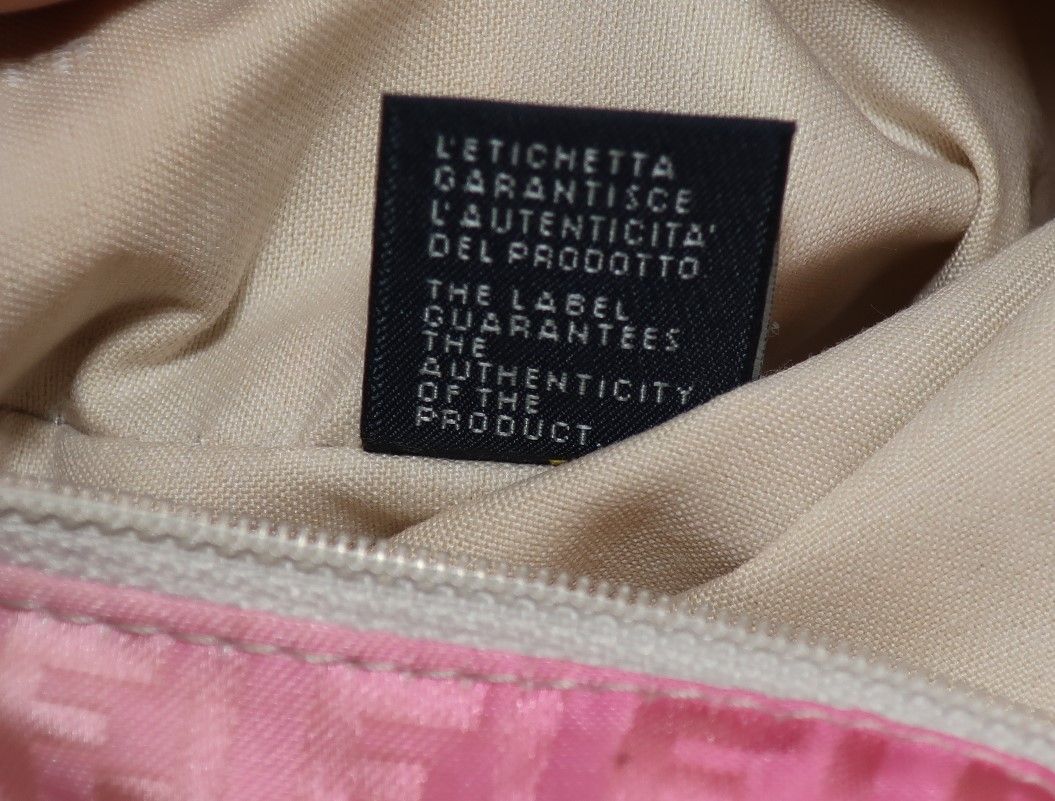 L'ETICHETTA
GARANTISCE
L'AUTENTICITA'
DEL PRODOTTO
THE LABEL
GUARANTEES
THE
AUTHENTICITY
OF THE
PRODUCT.